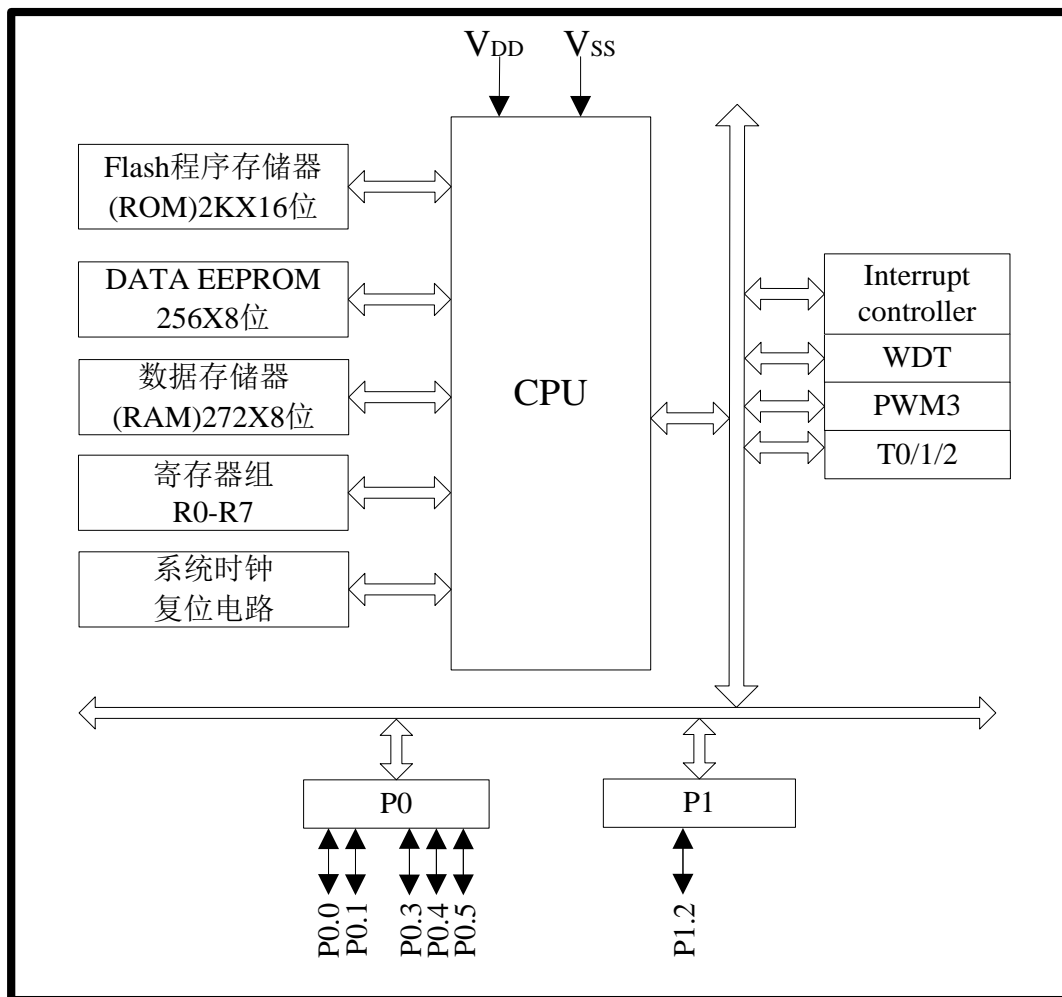 VDD VSS
Flash程序存储器
(ROM)2KX16位
DATA EEPROM
256X8位
数据存储器
(RAM)272X8位
寄存器组
R0-R7
系统时钟
复位电路
CPU
Interrupt
controller
WDT
PWM3
T0/1/2
P0
P1
P0.0
P0.1
P0.3
P0.4
P0.5
P1.2